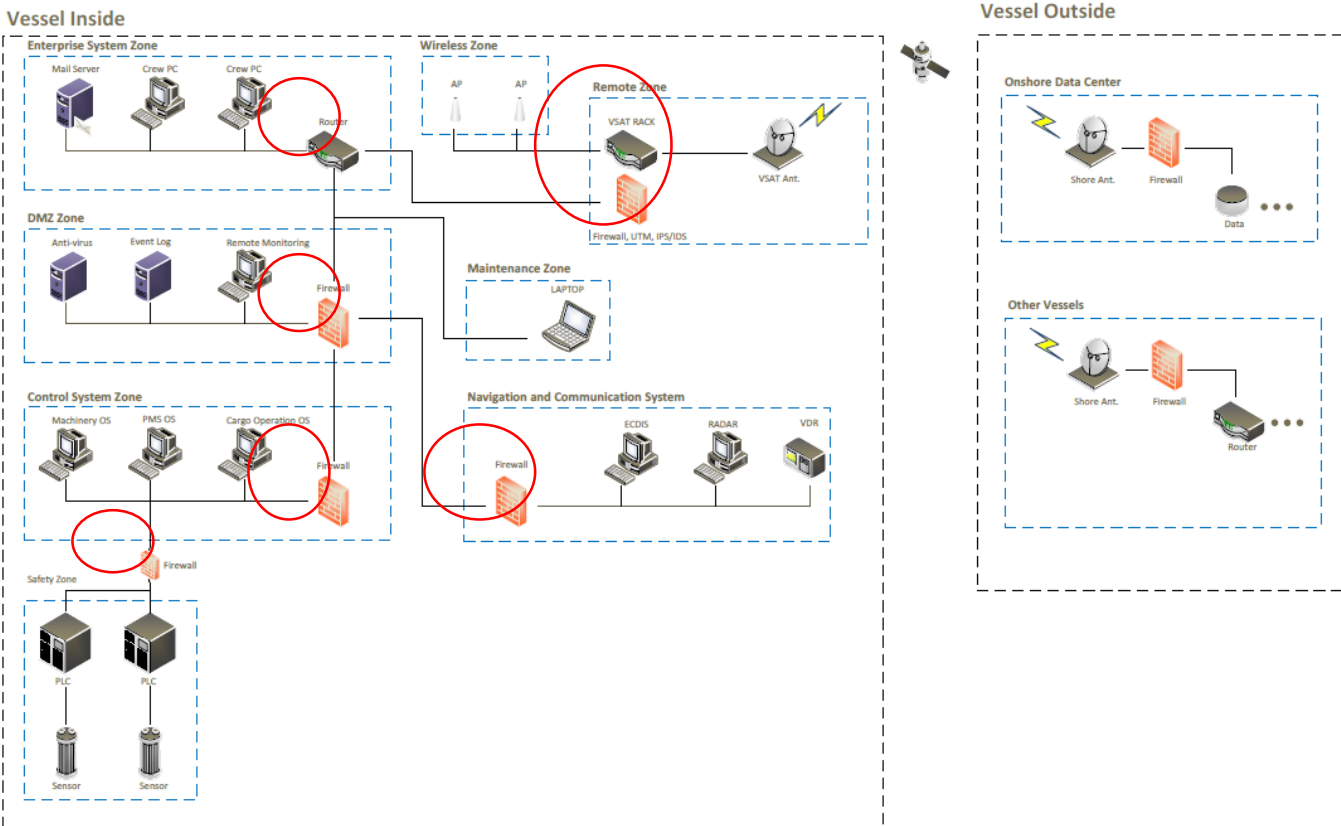 Vessel Inside
Vessel Outside
Enterprise System Zone
Mail Server
Crew PC
Crew PC
Router
Wireless Zone
AP
AP
Remote Zone
VSAT RACK
VSAT Ant.
Firewall, UTM, IPS/IDS
DMZ Zone
Anti-virus
Event Log
Remote Monitoring
Firewall
Maintenance Zone
LAPTOP
Control System Zone
Machinery OS
PMS OS
Cargo Operation OS
Firewall
Navigation and Communication System
Firewall
ECDIS
RADAR
VDR
Firewall
Safety Zone
PLC
PLC
Sensor
Sensor
Onshore Data Center
Shore Ant.
Firewall
Data
Other Vessels
Shore Ant.
Firewall
Router